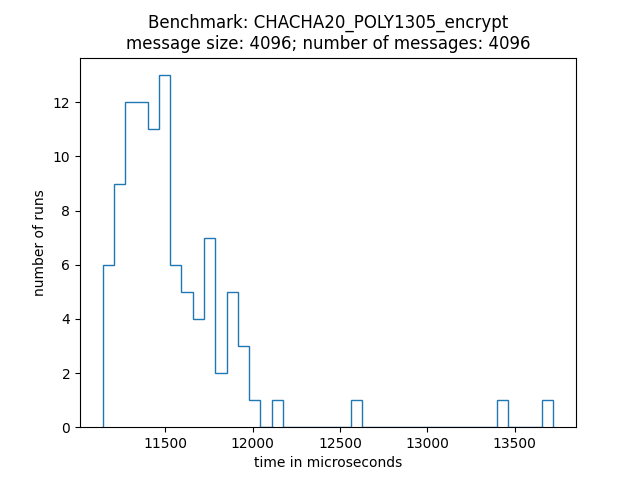 Benchmark: CHACHA20_POLY1305_encrypt
message size: 4096; number of messages: 4096
number of runs
12
10
8
6
4
2
0
11500 12000 12500 13000 13500
time in microseconds